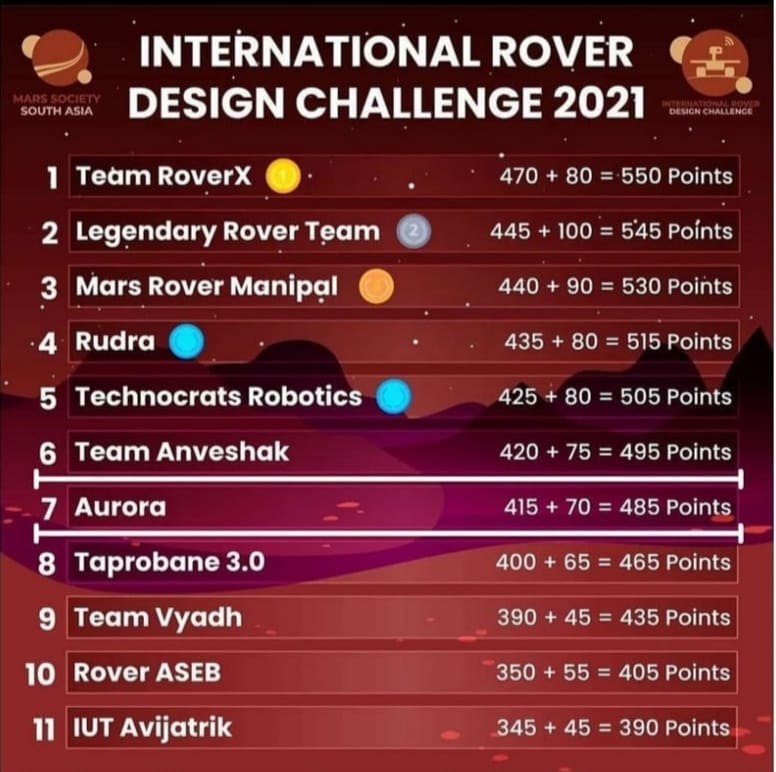 INTERNATIONAL ROVER
DESIGN CHALLENGE 2021
MARS SOCIETY
SOUTH ASIA
INTERNATIONAL ROVER
DESIGN CHALLENGE
1 Team RoverX 1 470 + 80 = 550 Points
2 Legendary Rover Team 2 445 + 100 = 545 Points
3 Mars Rover Manipal 440 + 90 = 530 Points
4 Rudra 435 + 80 = 515 Points
5 Technocrats Robotics 425 + 80 = 505 Points
6 Team Anveshak 420 + 75 = 495 Points
7 Aurora 415 + 70 = 485 Points
8 Taprobane 3.0 400 + 65 = 465 Points
9 Team Vyadh 390 + 45 = 435 Points
10 Rover ASEB 350 + 55 = 405 Points
11 IUT Avijatrik 345 + 45 = 390 Points